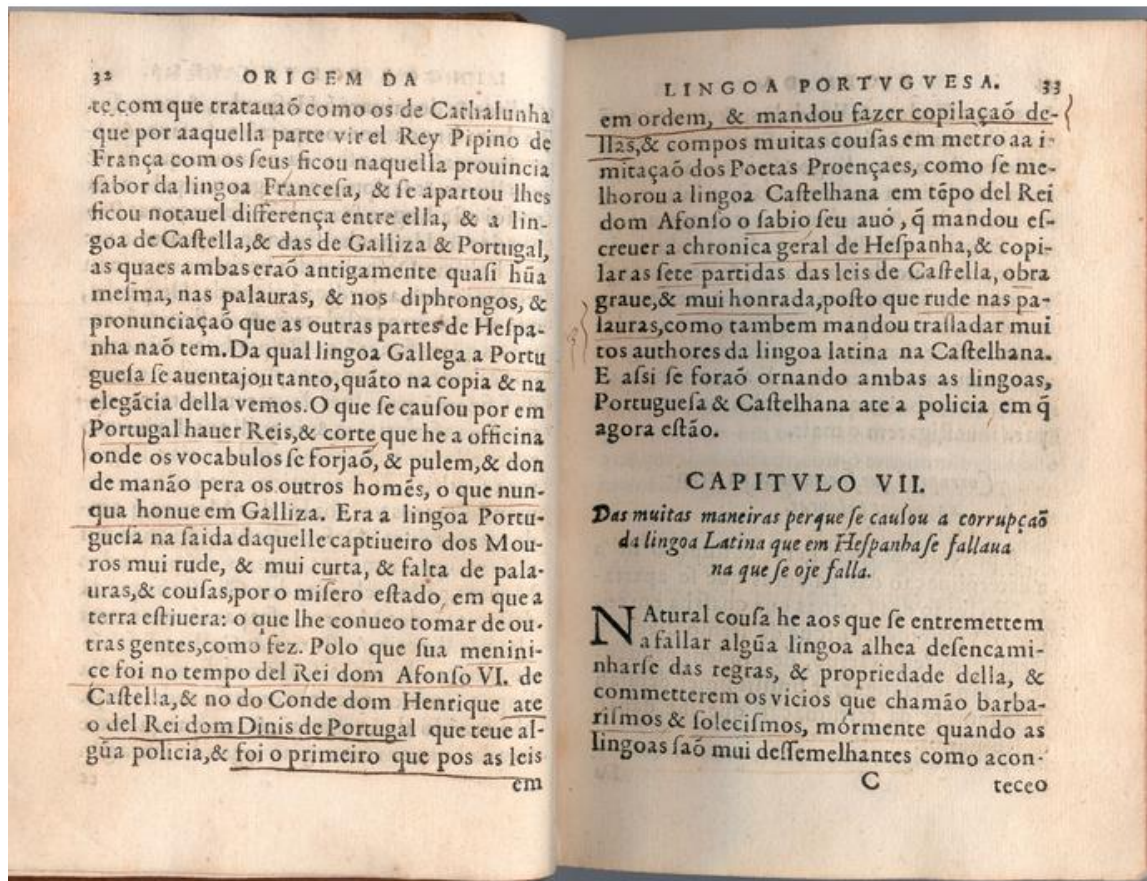 32 ORIGEM DA
te com que tratauaõ como os de Cathalunha
que por aaquella parte vir el Rey Pipino de
França com os ſeus ficou naquella prouincia
ſabor da lingoa Franceſa, & ſe apartou lhes
ficou notauel differença entre ella, & a lin-
goa de Caſtella,& das de Galliza & Portugal,
as quaes ambas eraõ antigamente quaſi hũa
meſma, nas palauras, & nos diphtongos, &
pronunciaçaõ que as outras partes de Heſpa-
nha naõ tem. Da qual lingoa Gallega a Portu
gueſa ſe auentajou tanto, quãto na copia & na
elegãcia della vemos. O que ſe cauſou por em
Portugal hauer Reis,& corte que he a officina
onde os vocabulos ſe forjaõ, & pulem,& don
de manão pera os outros homẽs, o que nun-
qua honue em Galliza. Era a lingoa Portu-
gueſa na ſaida daquelle captiueiro dos Mou-
ros mui rude, & mui curta, & falta de pala-
uras,& couſas,por o miſero eſtado, em que a
terra eſtiuera: o que lhe conueo tomar de ou-
tras gentes,como fez. Polo que ſua menini-
ce foi no tempo del Rei dom Afonſo VI. de
Caſtella,& no do Conde dom Henrique ate
o del Rei dom Dinis de Portugal que teue al-
gũa policia,& foi o primeiro que pos as leis
em
LINGOA PORTVGVESA. 33
em ordem, & mandou fazer copilaçaõ de-
llas,& compos muitas couſas em metro aa i-
mitaçaõ dos Poetas Proençaes, como ſe me-
lhorou a lingoa Caſtelhana em tẽpo del Rei
dom Afonſo o ſabio ſeu auó, q̃ mandou eſ-
creuer a chronica geral de Heſpanha,& copi-
lar as ſete partidas das leis de Caſtella, obra
graue,& mui honrada,poſto que rude nas pa-
lauras,como tambem mandou traſladar mui
tos authores da lingoa latina na Caſtelhana.
E aſsi ſe foraõ ornando ambas as lingoas,
Portugueſa & Caſtelhana ate a policia em q̃
agora eſtão.
CAPITVLO VII.
Das muitas maneiras perque ſe cauſou a corrupçaõ
da lingoa Latina que em Heſpanha ſe fallaua
na que ſe oje falla.
NAtural couſa he aos que ſe entremettem
a fallar algũa lingoa alhea deſencami-
nharſe das regras, & propriedade della, &
commetterem os vicios que chamão barba-
riſmos & ſoleciſmos, mórmente quando as
lingoas ſaõ mui deſſemelhantes como acon-
C teceo